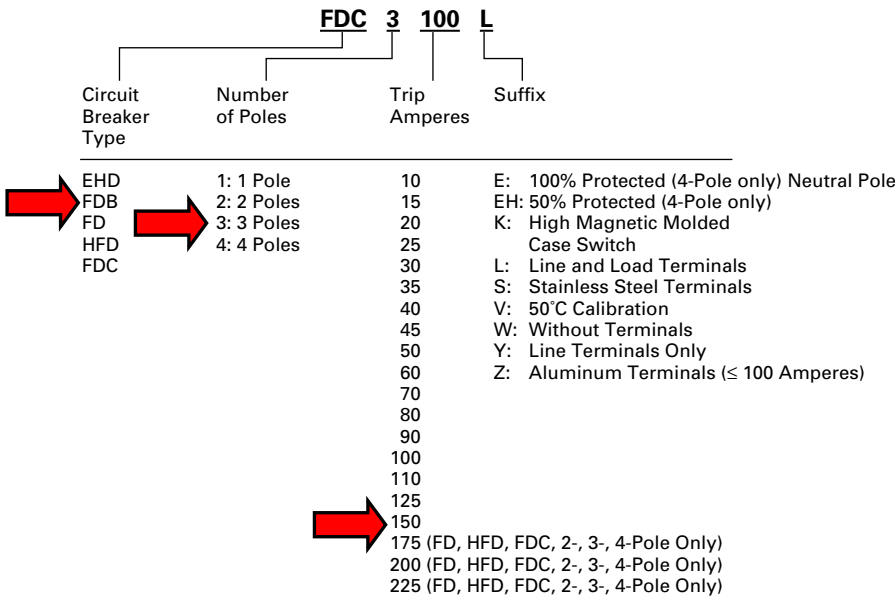 FDC 3 100 L
Circuit Breaker Type
Number of Poles
Trip Amperes
Suffix
EHD
FDB
FD
HFD
FDC
1: 1 Pole
2: 2 Poles
3: 3 Poles
4: 4 Poles
10
15
20
25
30
35
40
45
50
60
70
80
90
100
110
125
150
175 (FD, HFD, FDC, 2-, 3-, 4-Pole Only)
200 (FD, HFD, FDC, 2-, 3-, 4-Pole Only)
225 (FD, HFD, FDC, 2-, 3-, 4-Pole Only)
E: 100% Protected (4-Pole only) Neutral Pole
EH: 50% Protected (4-Pole only)
K: High Magnetic Molded
Case Switch
L: Line and Load Terminals
S: Stainless Steel Terminals
V: 50°C Calibration
W: Without Terminals
Y: Line Terminals Only
Z: Aluminum Terminals (≤ 100 Amperes)